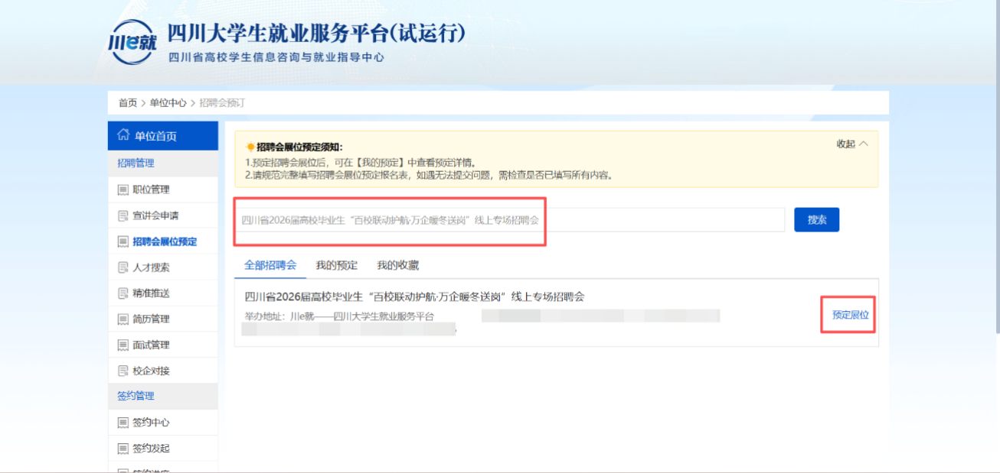 川e就
四川大学生就业服务平台(试运行)
四川省高校学生信息咨询与就业指导中心
首页 > 单位中心 > 招聘会预订
单位首页
招聘管理
职位管理
宣讲会申请
招聘会展位预定
人才搜索
精准推送
简历管理
面试管理
校企对接
签约管理
签约中心
签约发起
招聘会展位预定须知:
收起
1.预定招聘会展位后，可在【我的预定】中查看预定详情。
2.请规范完整填写招聘会展位预定报名表，如遇无法提交问题，需检查是否已填写所有内容。
四川省2026届高校毕业生“百校联动护航·万企暖冬送岗”线上专场招聘会
搜索
全部招聘会 我的预定 我的收藏
四川省2026届高校毕业生“百校联动护航·万企暖冬送岗”线上专场招聘会
举办地址：川e就——四川大学生就业服务平台
预定展位